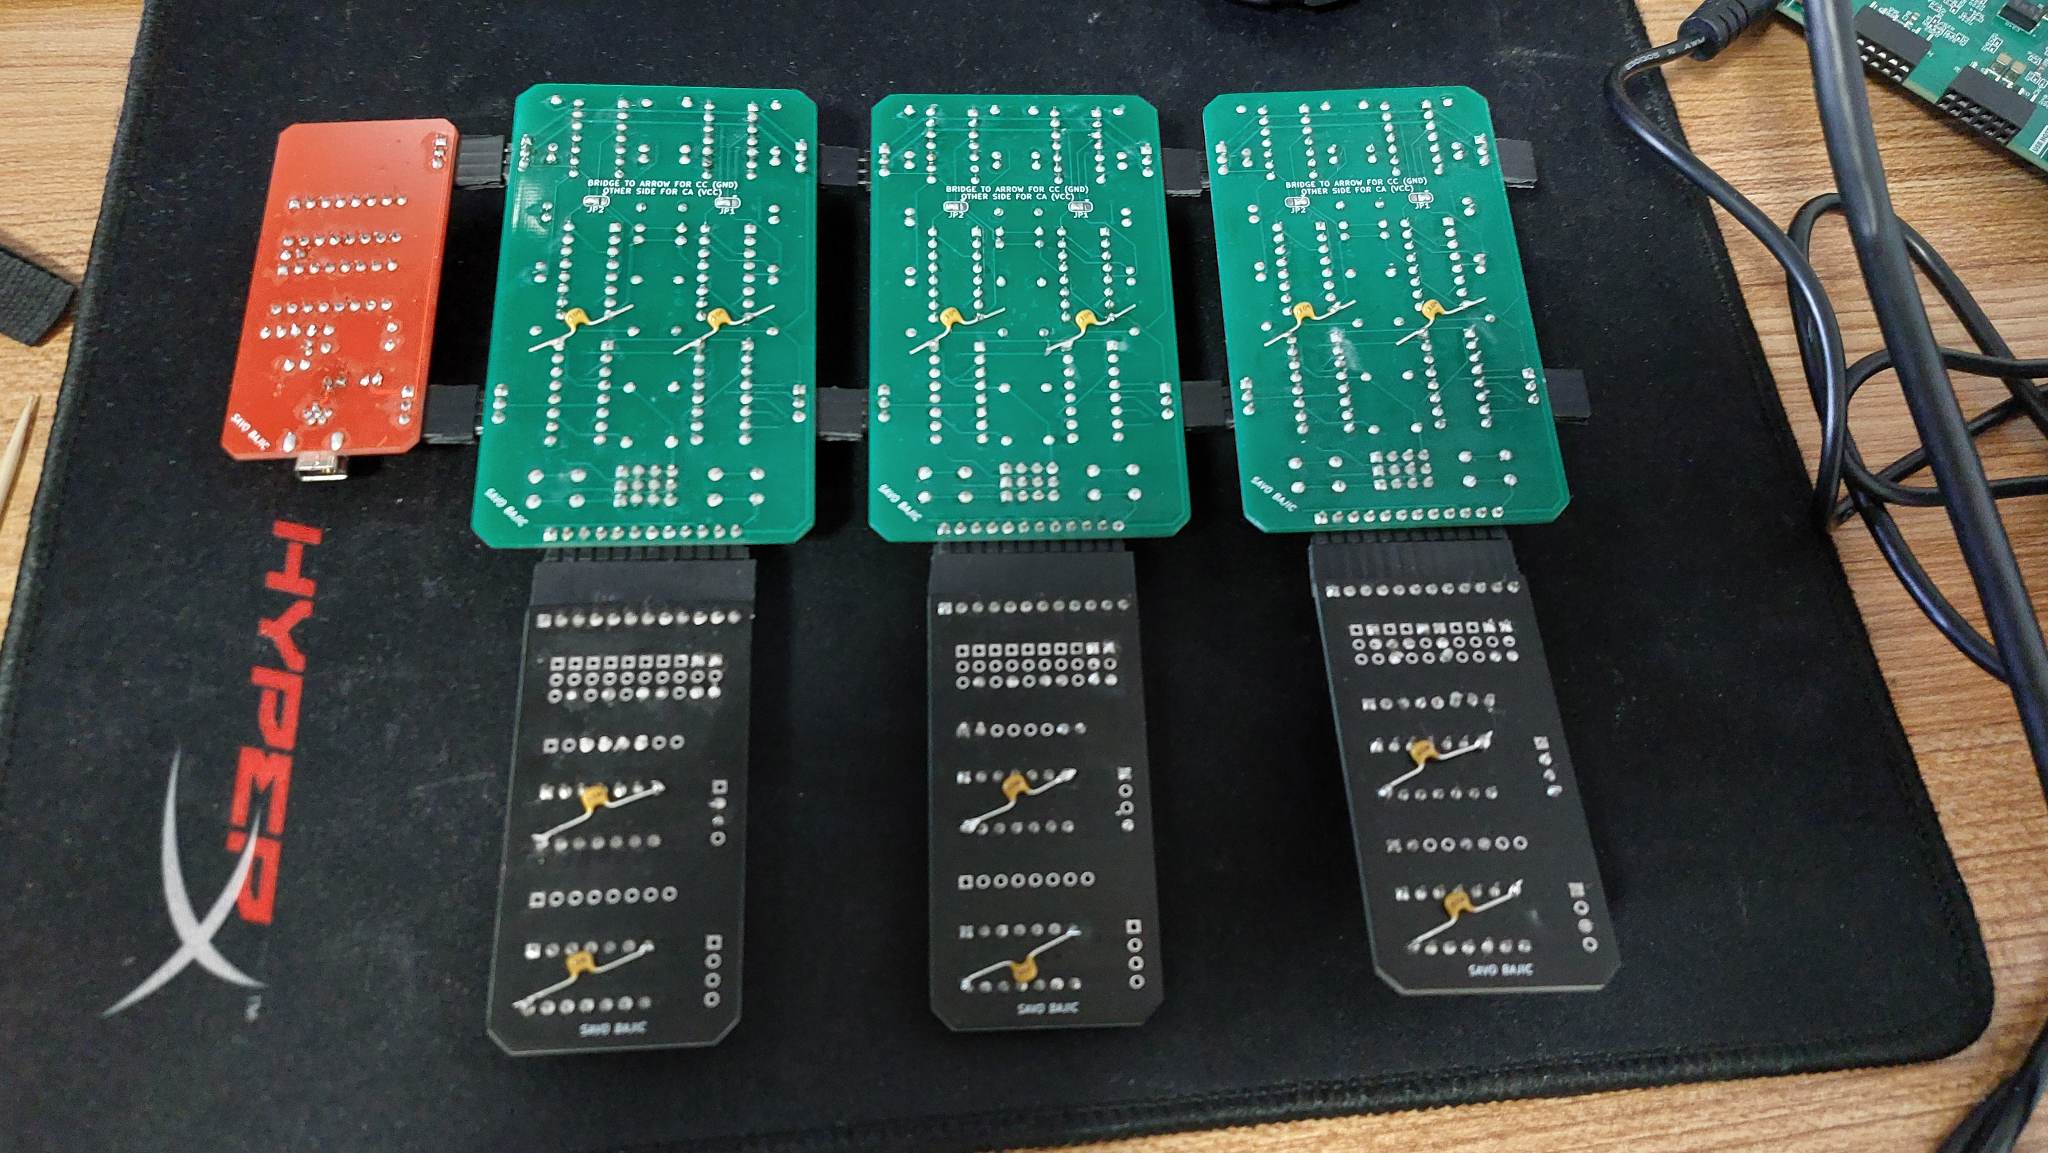 BRIDGE TO ARROW FOR CC (GND)
OTHER SIDE FOR CA (VCC)
JP2
JP1
SAVO BAJIC
BRIDGE TO ARROW FOR CC (GND)
OTHER SIDE FOR CA (VCC)
JP2
JP1
SAVO BAJIC
BRIDGE TO ARROW FOR CC (GND)
OTHER SIDE FOR CA (VCC)
JP2
JP1
SAVO BAJIC
SAVO BAJIC
HYPER
X
TM
SAVO BAJIC
SAVO BAJIC
SAVO BAJIC